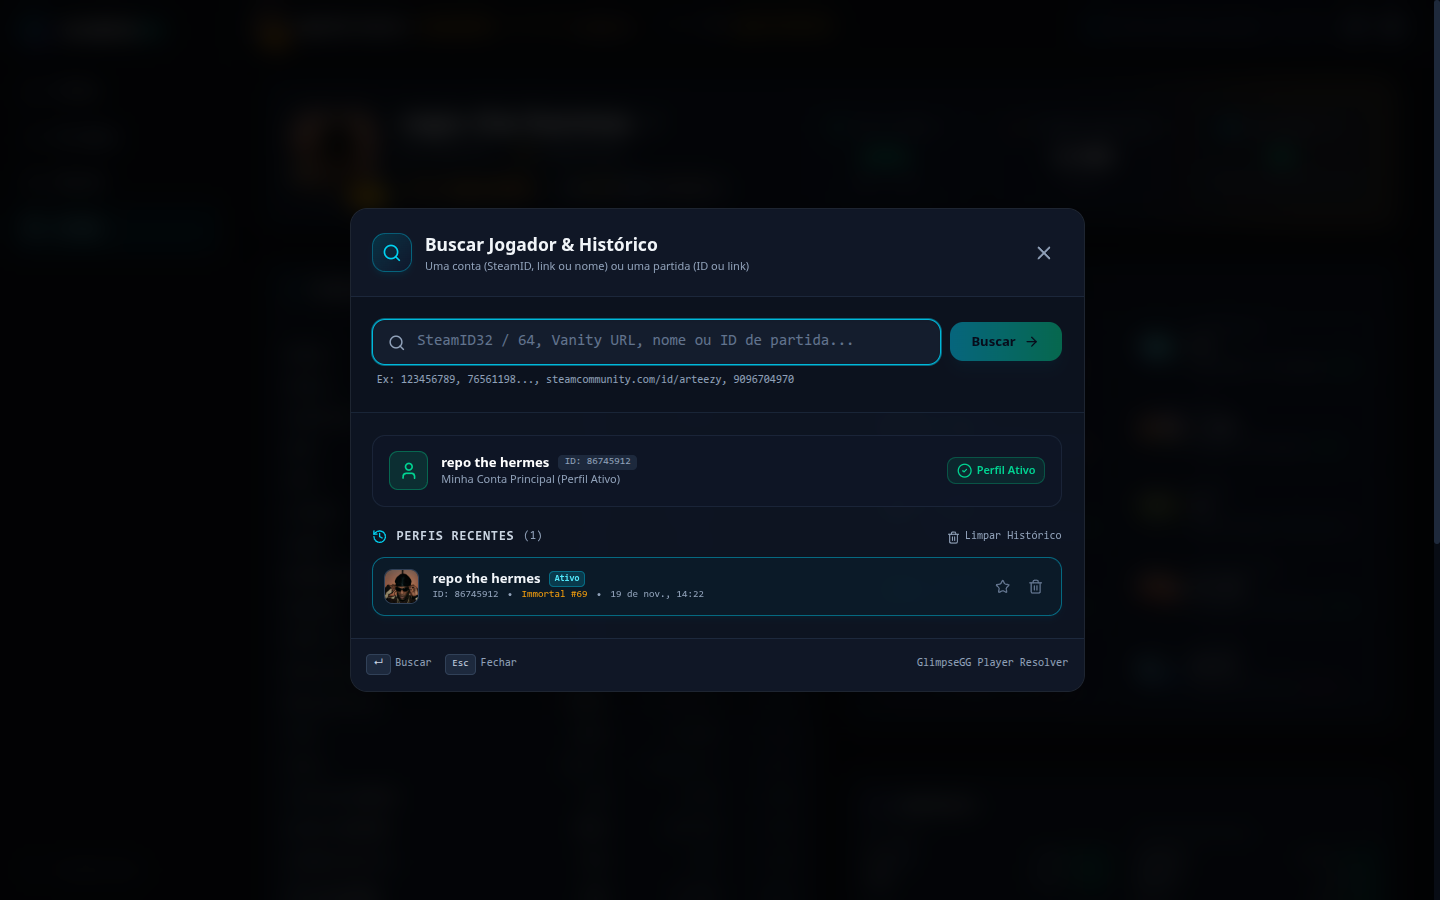 Buscar Jogador & Histórico
Uma conta (SteamID, link ou nome) ou uma partida (ID ou link)
SteamID32 / 64, Vanity URL, nome ou ID de partida...
Buscar
Ex: 123456789, 76561198..., steamcommunity.com/id/arteezy, 9096704970
repo the hermes ID: 86745912
Minha Conta Principal (Perfil Ativo)
Perfil Ativo
PERFIS RECENTES (1)
Limpar Histórico
repo the hermes Ativo
ID: 86745912 • Immortal #69 • 19 de nov., 14:22
↵ Buscar Esc Fechar
GlimpseGG Player Resolver